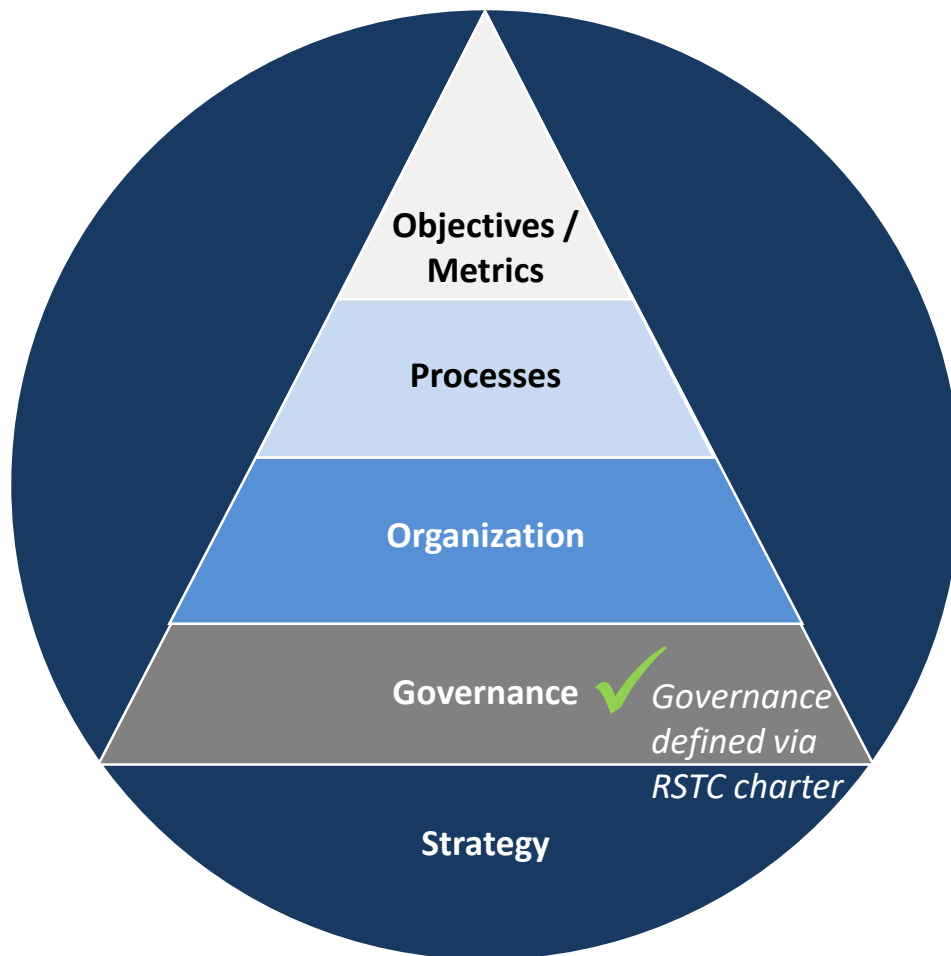 Objectives /
Metrics
Processes
Organization
Governance
Governance
defined via
RSTC charter
Strategy